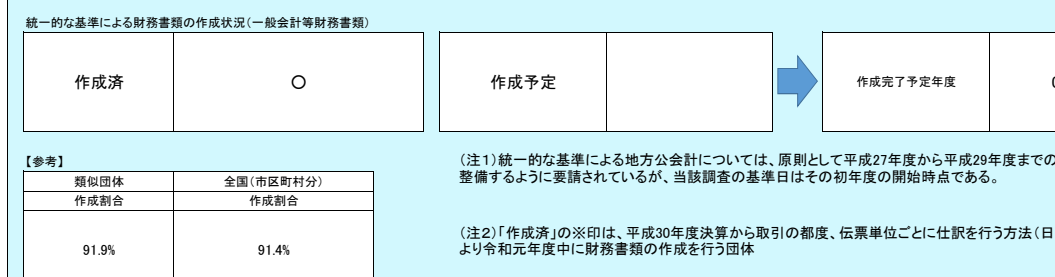 統一的な基準による財務書類の作成状況(一般会計等財務書類)
作成済 ○ 作成予定 作成完了予定年度
【参考】
類似団体 全国(市区町村分)
作成割合 作成割合
91.9% 91.4%
(注1)統一的な基準による地方公会計については、原則として平成27年度から平成29年度までの
整備するように要請されているが、当該調査の基準日はその初年度の開始時点である。
(注2)「作成済」の※印は、平成30年度決算から取引の都度、伝票単位ごとに仕訳を行う方法(日
より令和元年度中に財務書類の作成を行う団体